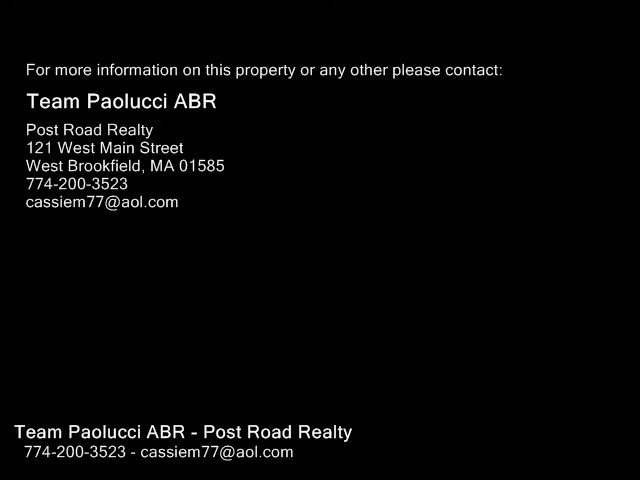 For more information on this property or any other please contact:
Team Paolucci ABR
Post Road Realty
121 West Main Street
West Brookfield, MA 01585
774-200-3523
cassiem77@aol.com
Team Paolucci ABR - Post Road Realty
774-200-3523 - cassiem77@aol.com